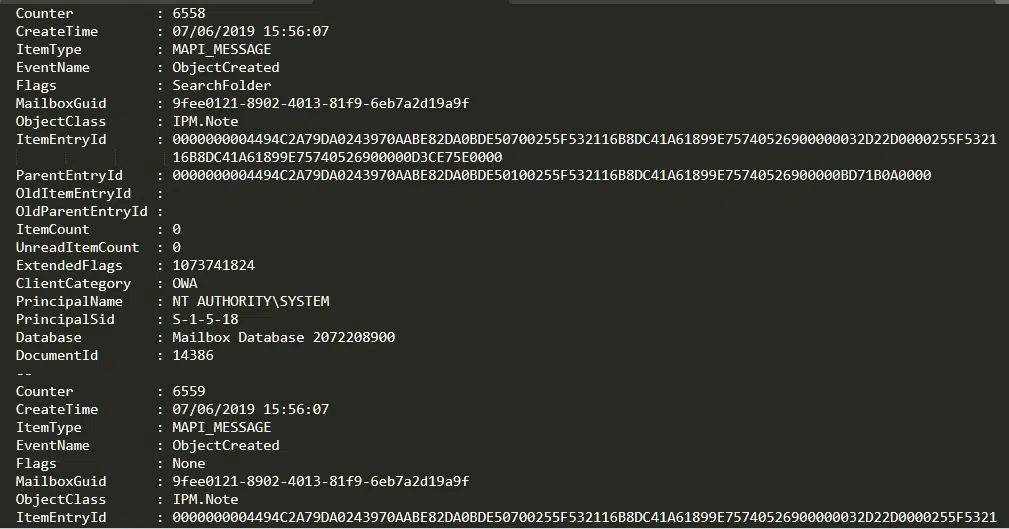 Counter : 6558
CreateTime : 07/06/2019 15:56:07
ItemType : MAPI_MESSAGE
EventName : ObjectCreated
Flags : SearchFolder
MailboxGuid : 9fee0121-8902-4013-81f9-6eb7a2d19a9f
ObjectClass : IPM.Note
ItemEntryId : 0000000004494C2A79DA0243970AABE82DA0BDE50700255F532116B8DC41A61899E75740526900000032D22D0000255F5321
16B8DC41A61899E75740526900000D3CE75E0000
ParentEntryId : 0000000004494C2A79DA0243970AABE82DA0BDE50100255F532116B8DC41A61899E75740526900000BD71B0A0000
OldItemEntryId :
OldParentEntryId :
ItemCount : 0
UnreadItemCount : 0
ExtendedFlags : 1073741824
ClientCategory : OWA
PrincipalName : NT AUTHORITY\SYSTEM
PrincipalSid : S-1-5-18
Database : Mailbox Database 2072208900
DocumentId : 14386
--
Counter : 6559
CreateTime : 07/06/2019 15:56:07
ItemType : MAPI_MESSAGE
EventName : ObjectCreated
Flags : None
MailboxGuid : 9fee0121-8902-4013-81f9-6eb7a2d19a9f
ObjectClass : IPM.Note
ItemEntryId : 0000000004494C2A79DA0243970AABE82DA0BDE50700255F532116B8DC41A61899E75740526900000032D22D0000255F5321